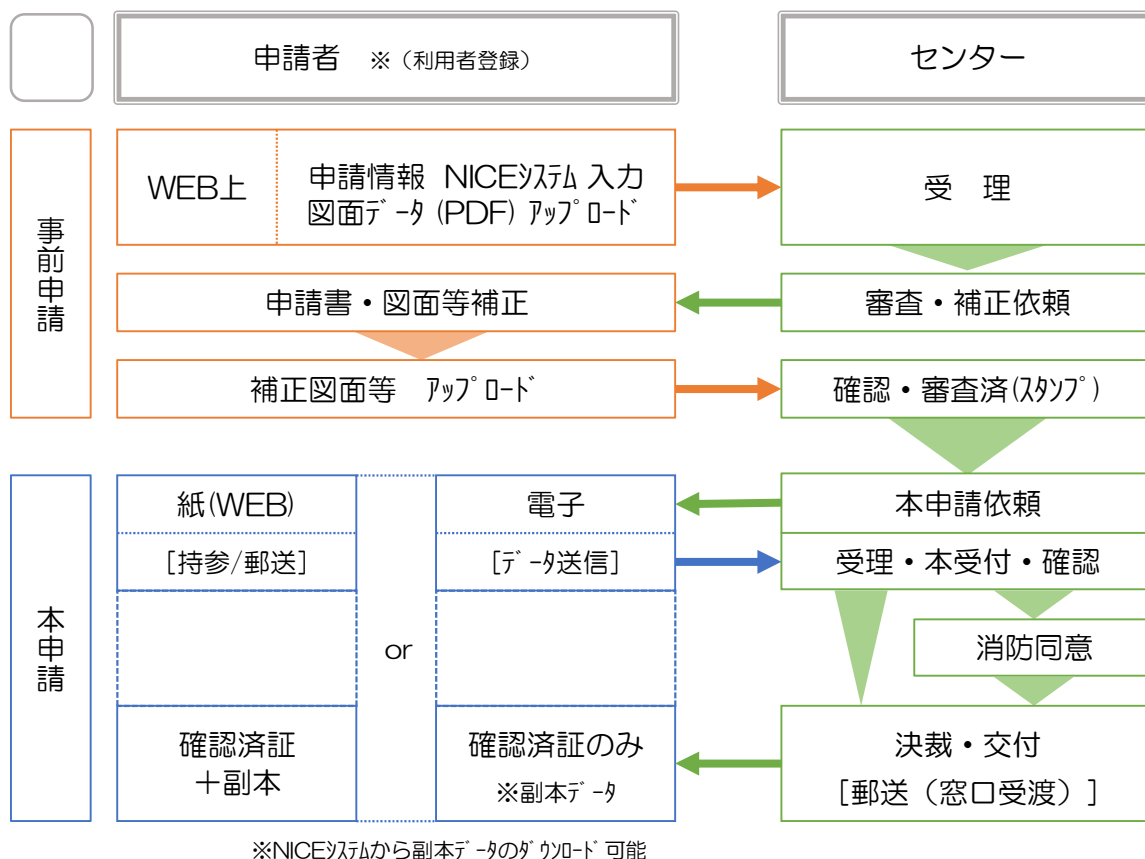 申請者 ※（利用者登録）
センター
事前申請
WEB上
申請情報 NICEｼｽﾃﾑ 入力
図面ﾃﾞｰﾀ (PDF) ｱｯﾌﾟﾛｰﾄﾞ
受 理
申請書・図面等補正
審査・補正依頼
補正図面等 ｱｯﾌﾟﾛｰﾄﾞ
確認・審査済(ｽﾀﾝﾌﾟ)
本申請
紙(WEB)
電子
本申請依頼
[持参/郵送]
[ﾃﾞｰﾀ送信]
受理・本受付・確認
or
消防同意
確認済証
＋副本
確認済証のみ
※副本ﾃﾞｰﾀ
決裁・交付
[郵送（窓口受渡）]
※NICEｼｽﾃﾑから副本ﾃﾞｰﾀのﾀﾞｳﾝﾛｰﾄﾞ可能